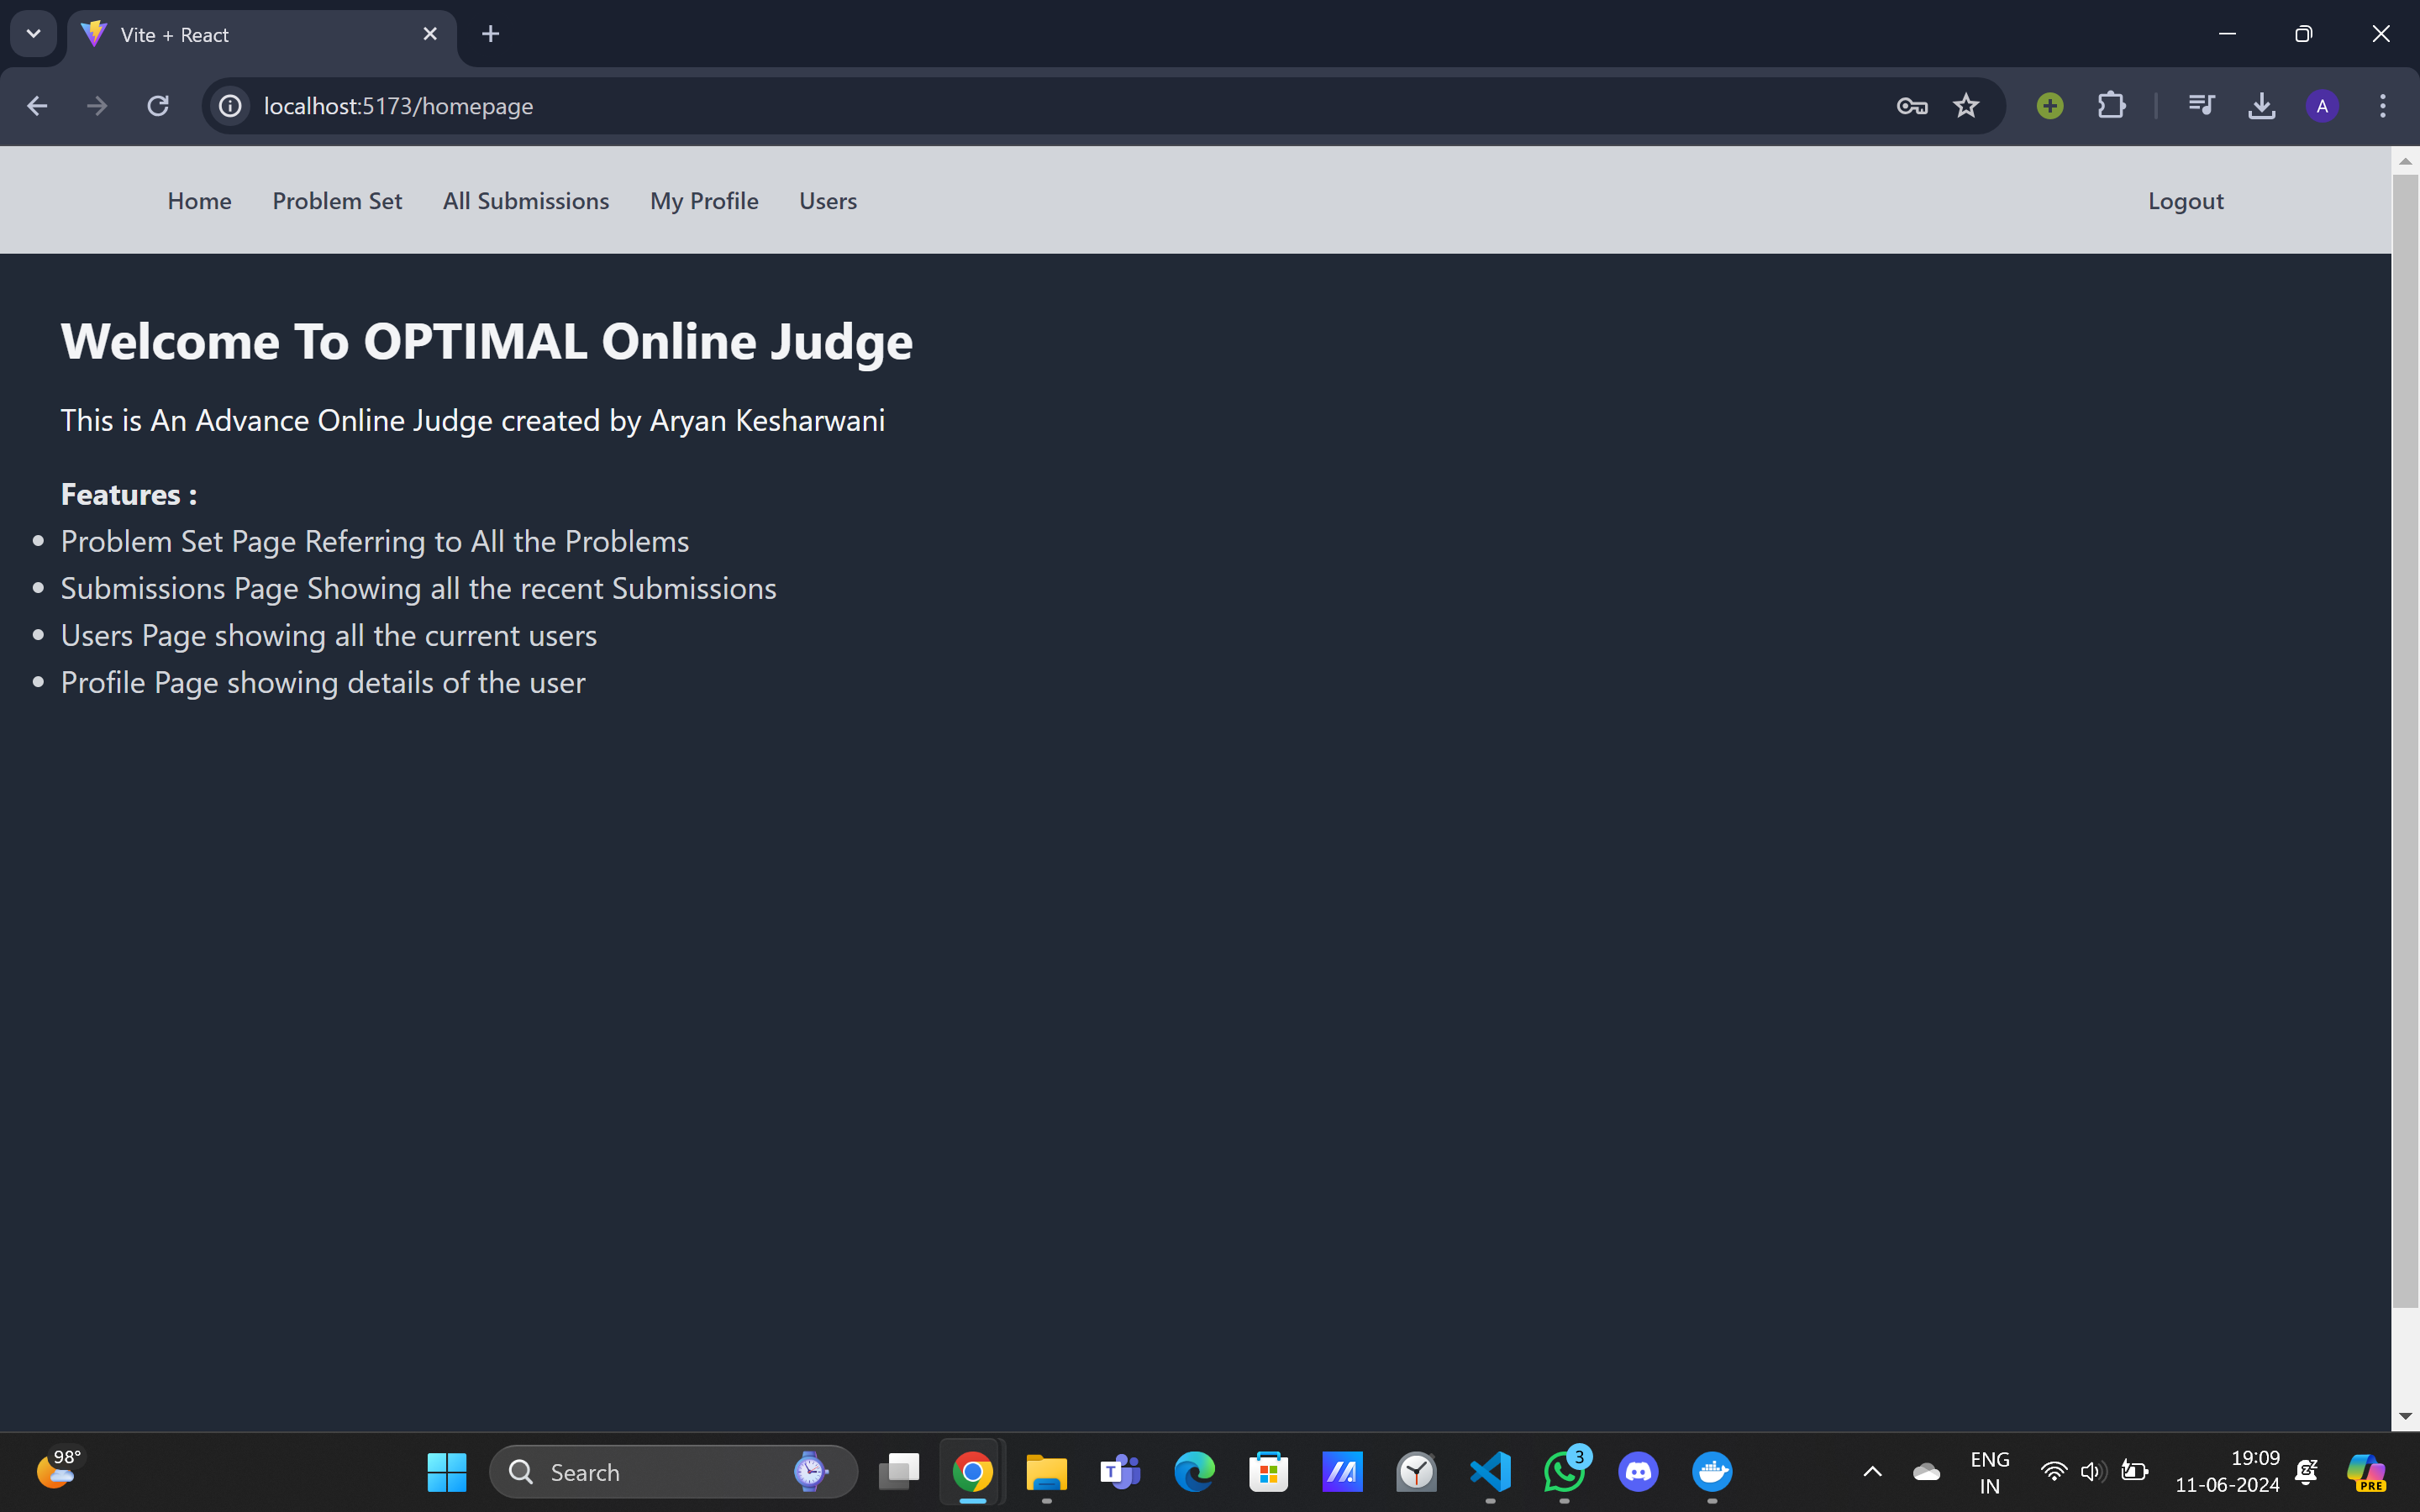 Vite + React
localhost:5173/homepage
A
Home Problem Set All Submissions My Profile Users Logout
Welcome To OPTIMAL Online Judge
This is An Advance Online Judge created by Aryan Kesharwani
Features :
• Problem Set Page Referring to All the Problems
• Submissions Page Showing all the recent Submissions
• Users Page showing all the current users
• Profile Page showing details of the user
98°
Search
T
3
ENG
IN
19:09
11-06-2024
PRE